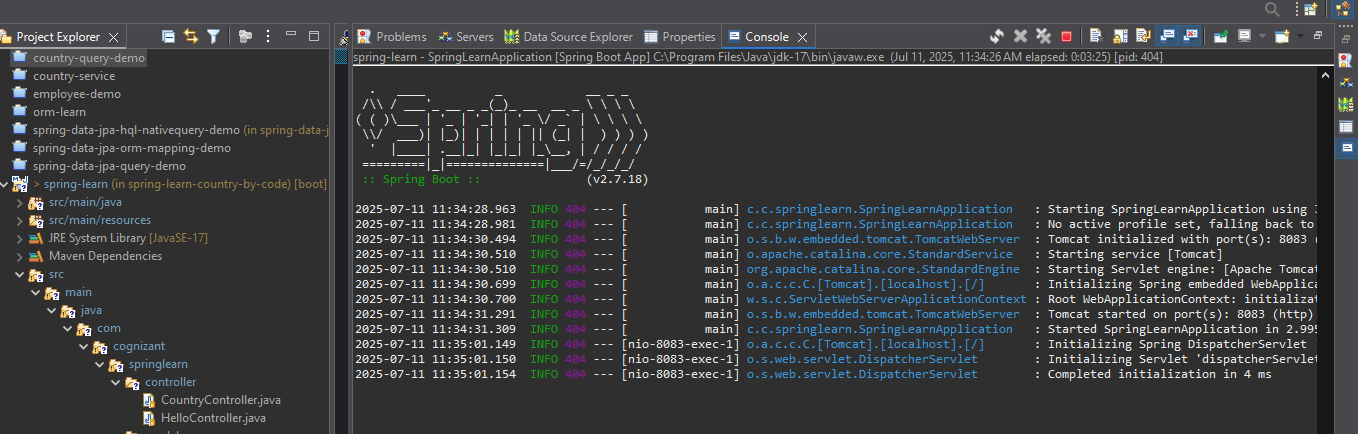 Project Explorer
country-query-demo
country-service
employee-demo
orm-learn
spring-data-jpa-hql-nativequery-demo (in spring-data-j
spring-data-jpa-orm-mapping-demo
spring-data-jpa-query-demo
> spring-learn (in spring-learn-country-by-code) [boot]
src/main/java
src/main/resources
JRE System Library [JavaSE-17]
Maven Dependencies
src
main
java
com
cognizant
springlearn
controller
CountryController.java
HelloController.java
Problems Servers Data Source Explorer Properties Console
spring-learn - SpringLearnApplication [Spring Boot App] C:\Program Files\Java\jdk-17\bin\javaw.exe (Jul 11, 2025, 11:34:26 AM elapsed: 0:03:25) [pid: 404]
  .   ____          _            __ _ _
 /\\ / ___'_ __ _ _(_)_ __  __ _ \ \ \ \
( ( )\___ | '_ | '_| | '_ \/ _` | \ \ \ \
 \\/  ___)| |_)| | | | | || (_| |  ) ) ) )
  '  |____| .__|_| |_|_| |_\__, | / / / /
 =========|_|==============|___/=/_/_/_/
 :: Spring Boot ::               (v2.7.18)
2025-07-11 11:34:28.963  INFO 404 --- [           main] c.c.springlearn.SpringLearnApplication   : Starting SpringLearnApplication using J
2025-07-11 11:34:28.981  INFO 404 --- [           main] c.c.springlearn.SpringLearnApplication   : No active profile set, falling back to
2025-07-11 11:34:30.494  INFO 404 --- [           main] o.s.b.w.embedded.tomcat.TomcatWebServer  : Tomcat initialized with port(s): 8083 (
2025-07-11 11:34:30.510  INFO 404 --- [           main] o.apache.catalina.core.StandardService   : Starting service [Tomcat]
2025-07-11 11:34:30.510  INFO 404 --- [           main] org.apache.catalina.core.StandardEngine  : Starting Servlet engine: [Apache Tomcat
2025-07-11 11:34:30.699  INFO 404 --- [           main] o.a.c.c.C.[Tomcat].[localhost].[/]       : Initializing Spring embedded WebApplica
2025-07-11 11:34:30.700  INFO 404 --- [           main] w.s.c.ServletWebServerApplicationContext : Root WebApplicationContext: initializat
2025-07-11 11:34:31.291  INFO 404 --- [           main] o.s.b.w.embedded.tomcat.TomcatWebServer  : Tomcat started on port(s): 8083 (http)
2025-07-11 11:34:31.309  INFO 404 --- [           main] c.c.springlearn.SpringLearnApplication   : Started SpringLearnApplication in 2.995
2025-07-11 11:35:01.149  INFO 404 --- [nio-8083-exec-1] o.a.c.c.C.[Tomcat].[localhost].[/]       : Initializing Spring DispatcherServlet '
2025-07-11 11:35:01.150  INFO 404 --- [nio-8083-exec-1] o.s.web.servlet.DispatcherServlet        : Initializing Servlet 'dispatcherServlet
2025-07-11 11:35:01.154  INFO 404 --- [nio-8083-exec-1] o.s.web.servlet.DispatcherServlet        : Completed initialization in 4 ms